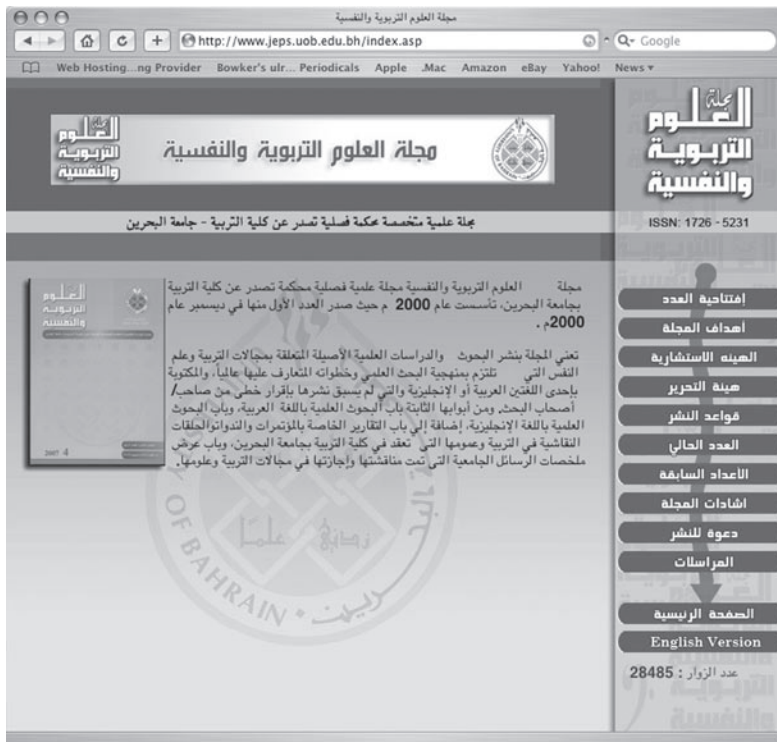 مجلة العلوم التربوية والنفسية
http://www.jeps.uob.edu.bh/index.asp
Google
Web Hosting...ng Provider Bowker's ulr... Periodicals Apple .Mac Amazon eBay Yahoo! News
مجلة العلوم التربوية والنفسية
مجلة العلوم التربوية والنفسية
مجلة علمية متخصصة محكمة فصلية تصدر عن كلية التربية - جامعة البحرين
مجلة العلوم التربوية والنفسية مجلة علمية فصلية محكمة تصدر عن كلية التربية
بجامعة البحرين، تأسست عام 2000 م حيث صدر العدد الأول منها في ديسمبر عام
2000م .
تعني المجلة بنشر البحوث والدراسات العلمية الأصيلة المتعلقة بمجالات التربية وعلم
النفس التي تلتزم بمنهجية البحث العلمي وخطواته المتعارف عليها عالمياً، والمكتوبة
بإحدى اللغتين العربية أو الإنجليزية والتي لم يسبق نشرها بإقرار خطي من صاحب/
أصحاب البحث. ومن أبوابها الثابتة باب البحوث العلمية باللغة العربية، وباب البحوث
العلمية باللغة الإنجليزية، إضافة إلى باب التقارير الخاصة بالمؤتمرات والندوات والحلقات
النقاشية في التربية وعمومها التي تعقد في كلية التربية بجامعة البحرين، وباب عرض
ملخصات الرسائل الجامعية التي تمت مناقشتها وإجازتها في مجالات التربية وعلومها.
العلوم
التربوية
والنفسية
2007 4
زدني علماً
OF BAHRAIN
البحرين
مجلة
العلوم
التربوية
والنفسية
ISSN: 1726 - 5231
إفتتاحية العدد
أهداف المجلة
الهيئه الاستشارية
هيئة التحرير
قواعد النشر
العدد الحالي
الأعداد السابقة
اشادات المجلة
دعوة للنشر
المراسلات
الصفحة الرئيسية
English Version
عدد الزوار : 28485